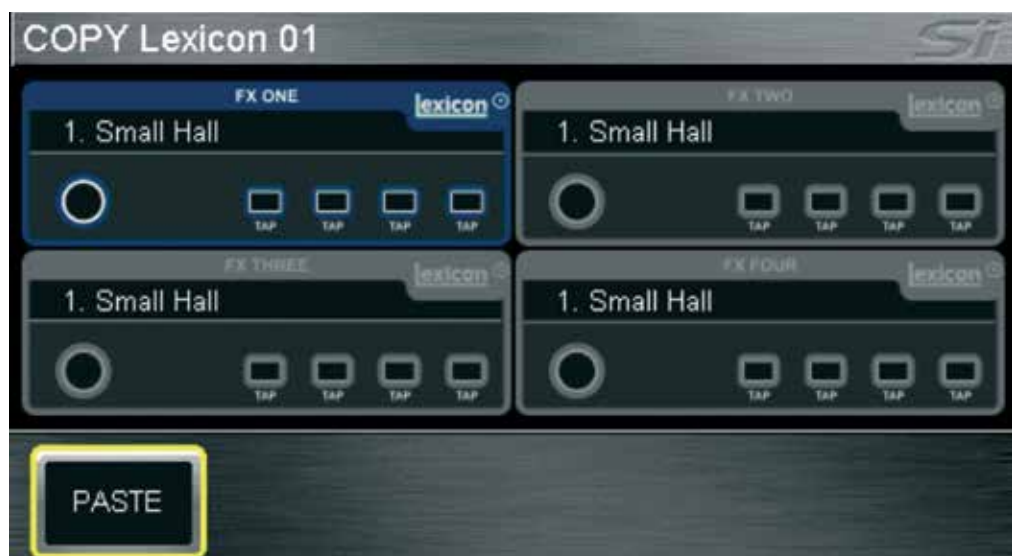 COPY Lexicon 01
Si
FX ONE
lexicon
1. Small Hall
TAP TAP TAP TAP
FX TWO
lexicon
1. Small Hall
TAP TAP TAP TAP
FX THREE
lexicon
1. Small Hall
TAP TAP TAP TAP
FX FOUR
lexicon
1. Small Hall
TAP TAP TAP TAP
PASTE